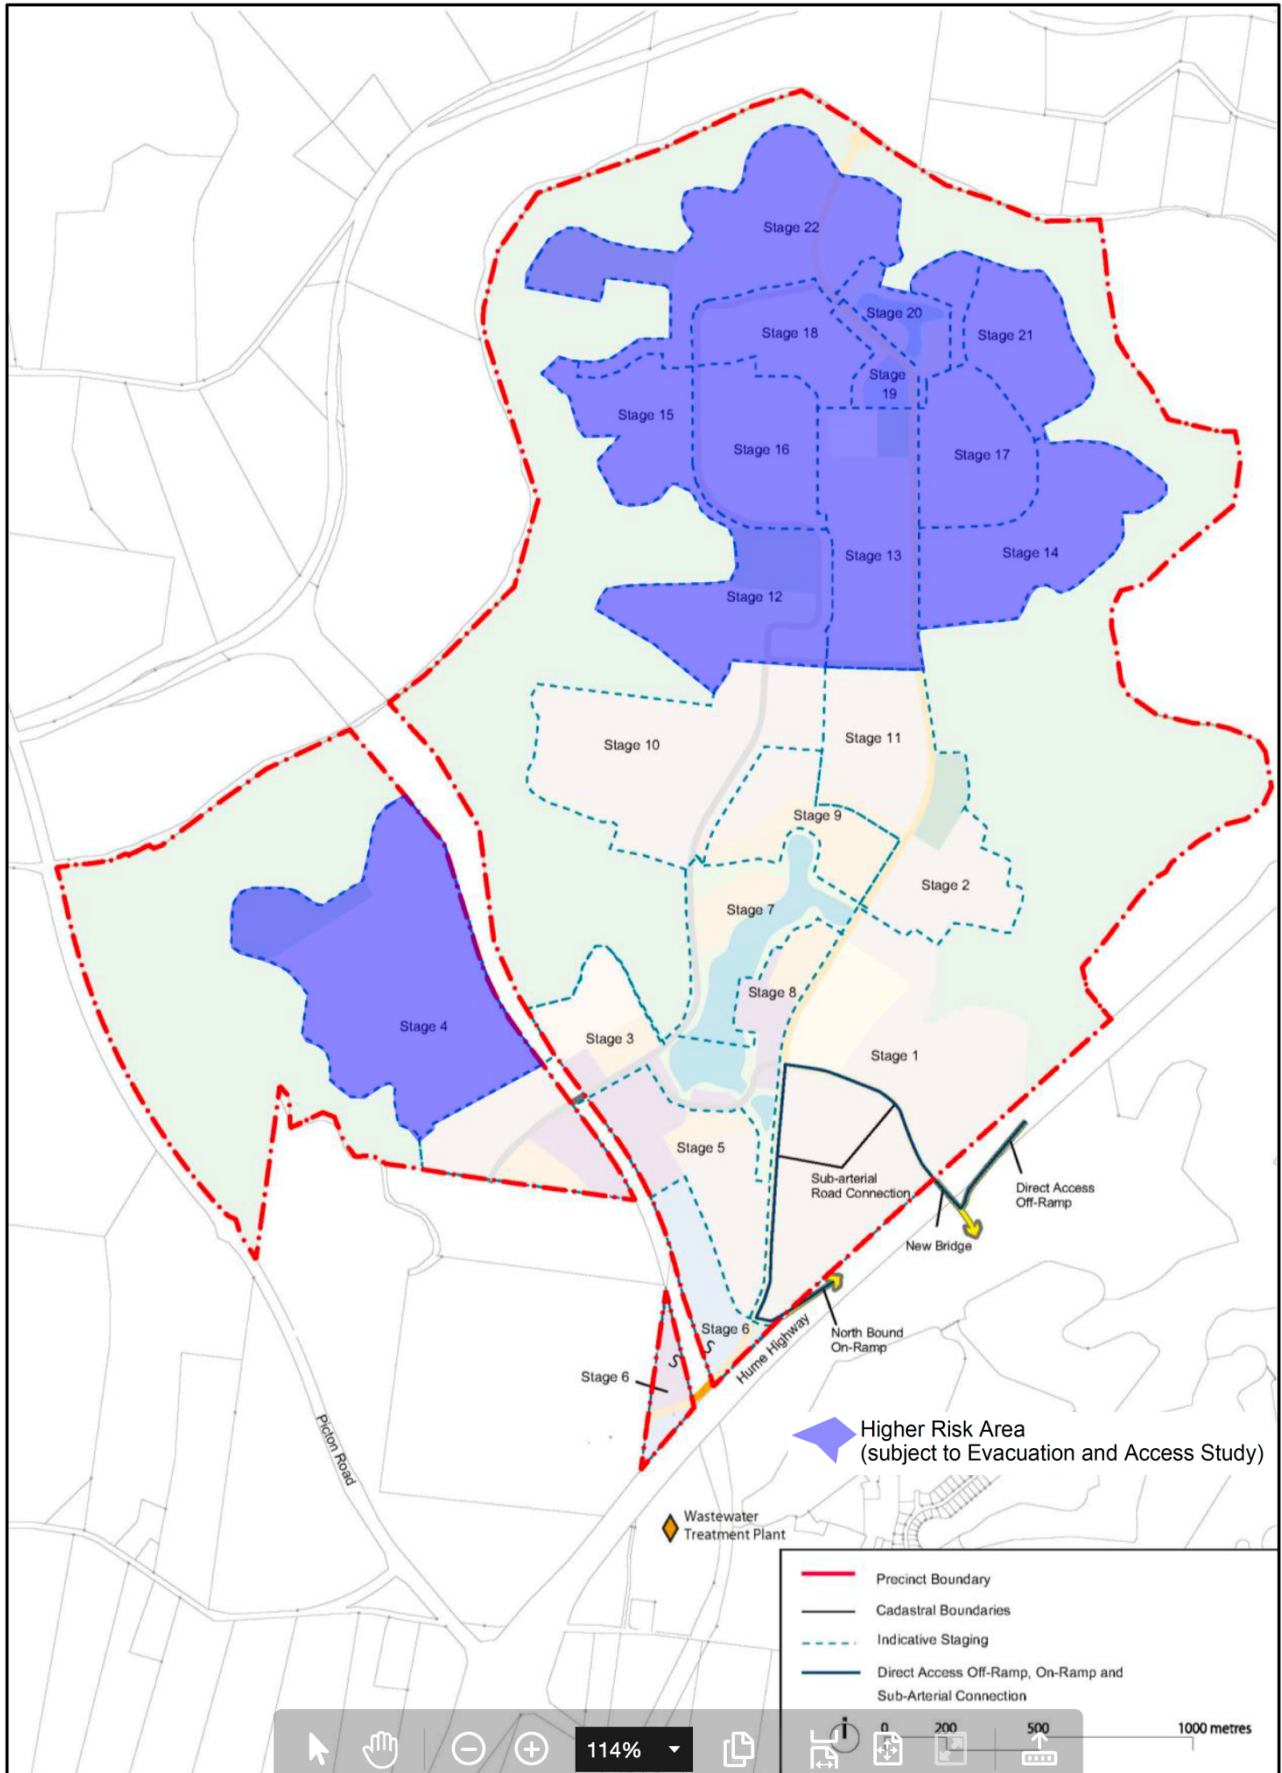 Stage 22
Stage 20
Stage 18
Stage 21
Stage
19
Stage 15
Stage 16
Stage 17
Stage 13
Stage 14
Stage 12
Stage 10
Stage 11
Stage 9
Stage 2
Stage 7
Stage 8
Stage 4
Stage 3
Stage 1
Stage 5
Sub-arterial
Road Connection
Direct Access
Off-Ramp
New Bridge
North Bound
On-Ramp
Stage 6
S
S
Hume Highway
Stage 6
Picton Road
Higher Risk Area
(subject to Evacuation and Access Study)
Wastewater
Treatment Plant
Precinct Boundary
Cadastral Boundaries
Indicative Staging
Direct Access Off-Ramp, On-Ramp and
Sub-Arterial Connection
0 200 500 1000 metres
114%